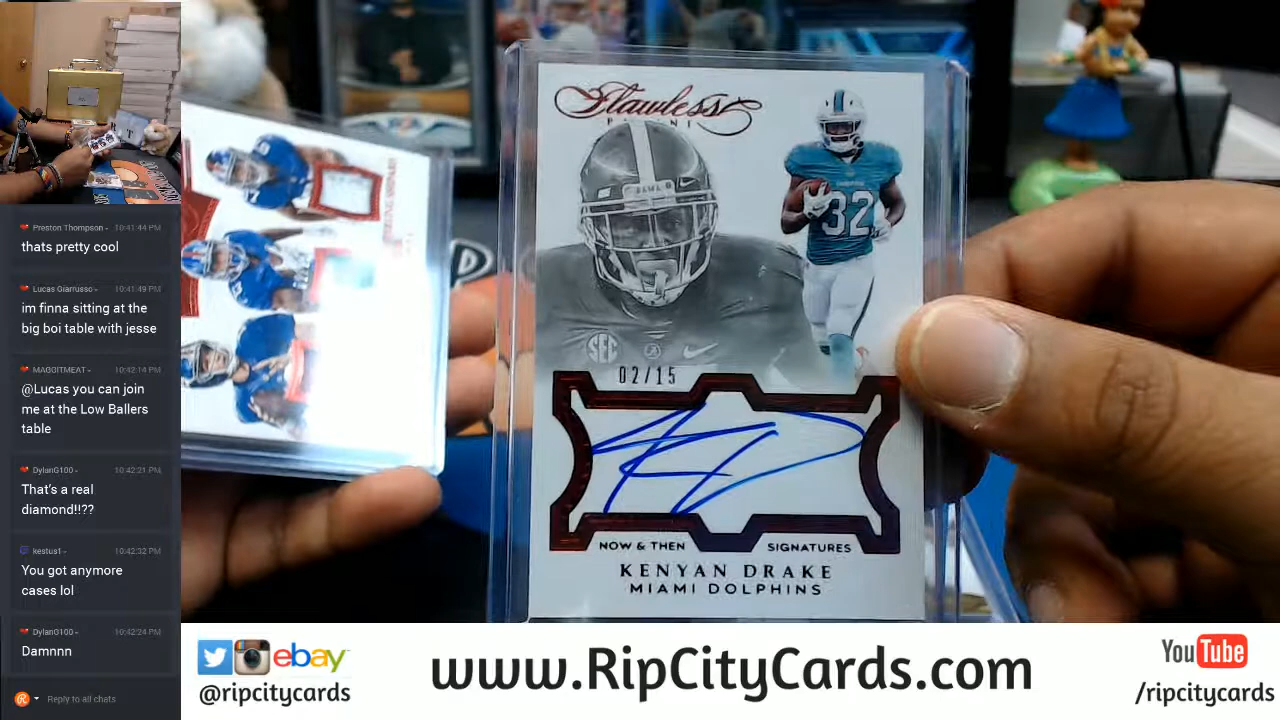 Preston Thompson - 10:41:44 PM
thats pretty cool
Lucas Giarrusso - 10:41:49 PM
im finna sitting at the
big boi table with jesse
MAGGITMEAT - 10:42:14 PM
@Lucas you can join
me at the Low Ballers
table
DylanG100 - 10:42:21 PM
That's a real
diamond!!??
kestus1 - 10:42:32 PM
You got anymore
cases lol
DylanG100 - 10:42:24 PM
Damnnn
Reply to all chats
Flawless
PANINI
BAMA
32
SEC
02/15
NOW & THEN SIGNATURES
KENYAN DRAKE
MIAMI DOLPHINS
ebay
@ripcitycards
www.RipCityCards.com
YouTube
/ripcitycards